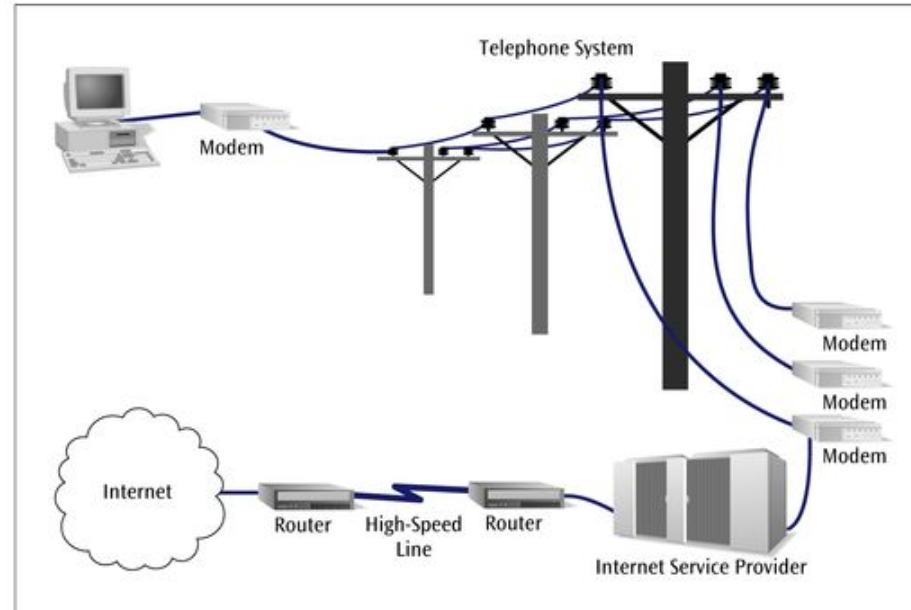 Telephone System
Modem
Modem
Modem
Modem
Internet
Router
High-Speed
Line
Router
Internet Service Provider